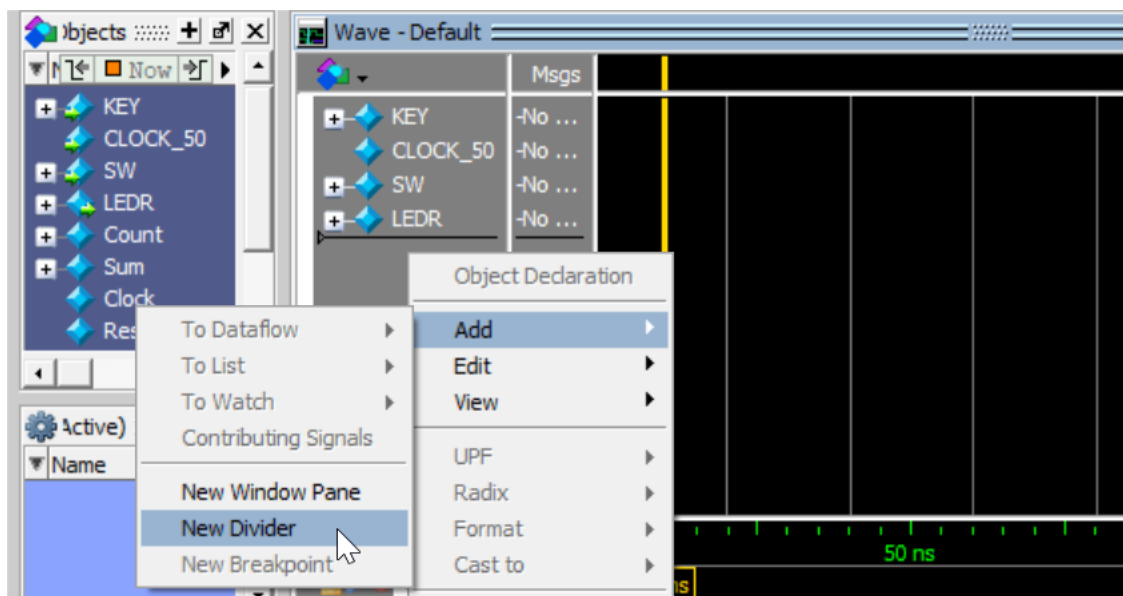 Objects
Now
KEY
CLOCK_50
SW
LEDR
Count
Sum
Clock
Res
Active)
Name
Wave - Default
Msgs
KEY -No ...
CLOCK_50 -No ...
SW -No ...
LEDR -No ...
Object Declaration
Add
Edit
View
UPF
Radix
Format
Cast to
To Dataflow
To List
To Watch
Contributing Signals
New Window Pane
New Divider
New Breakpoint
50 ns
ns